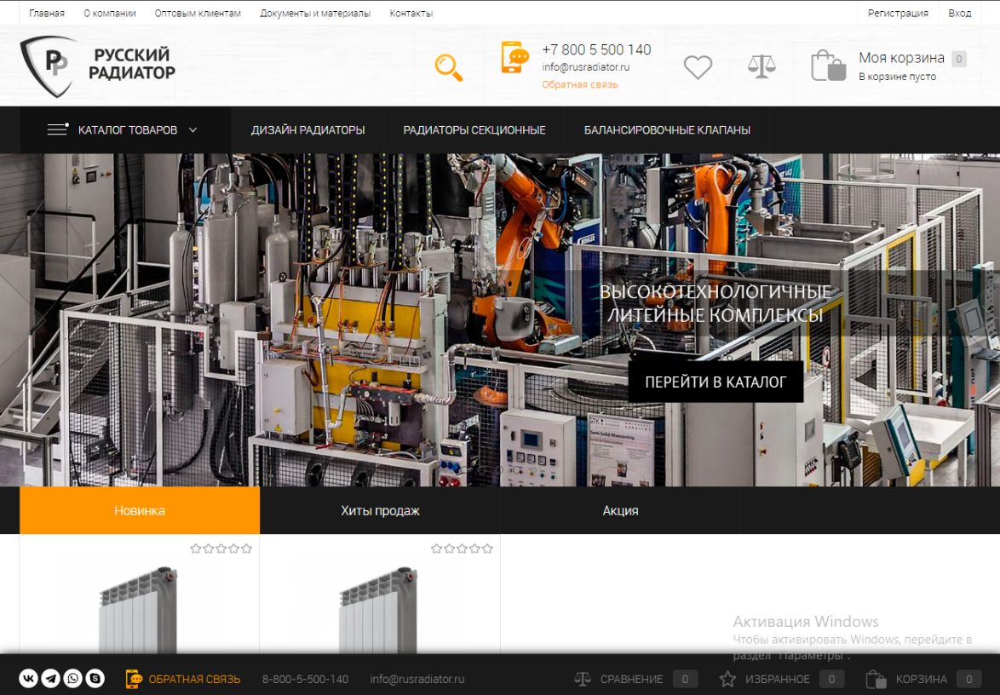 Главная О компании Оптовым клиентам Документы и материалы Контакты Регистрация Вход
РУССКИЙ
РАДИАТОР
+7 800 5 500 140
info@rusradiator.ru
Обратная связь
Моя корзина 0
В корзине пусто
КАТАЛОГ ТОВАРОВ ДИЗАЙН РАДИАТОРЫ РАДИАТОРЫ СЕКЦИОННЫЕ БАЛАНСИРОВОЧНЫЕ КЛАПАНЫ
ВЫСОКОТЕХНОЛОГИЧНЫЕ
ЛИТЕЙНЫЕ КОМПЛЕКСЫ
ПЕРЕЙТИ В КАТАЛОГ
Новинка Хиты продаж Акция
Активация Windows
Чтобы активировать Windows, перейдите в
раздел "Параметры".
ОБРАТНАЯ СВЯЗЬ 8-800-5-500-140 info@rusradiator.ru СРАВНЕНИЕ 0 ИЗБРАННОЕ 0 КОРЗИНА 0